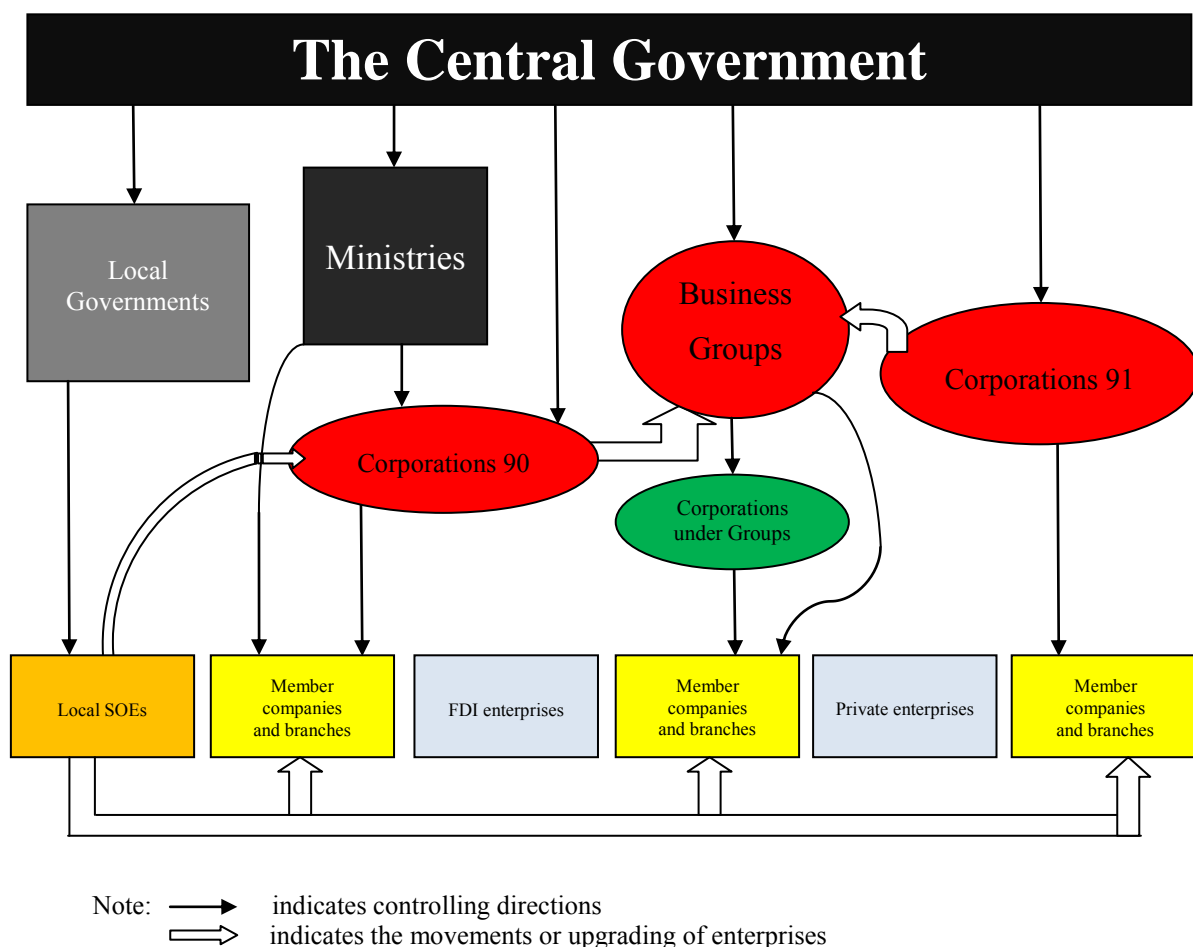 The Central Government
Local
Governments
Ministries
Business
Groups
Corporations 91
Corporations 90
Corporations
under Groups
Local SOEs
Member
companies
and branches
FDI enterprises
Member
companies
and branches
Private enterprises
Member
companies
and branches
Note: indicates controlling directions
indicates the movements or upgrading of enterprises